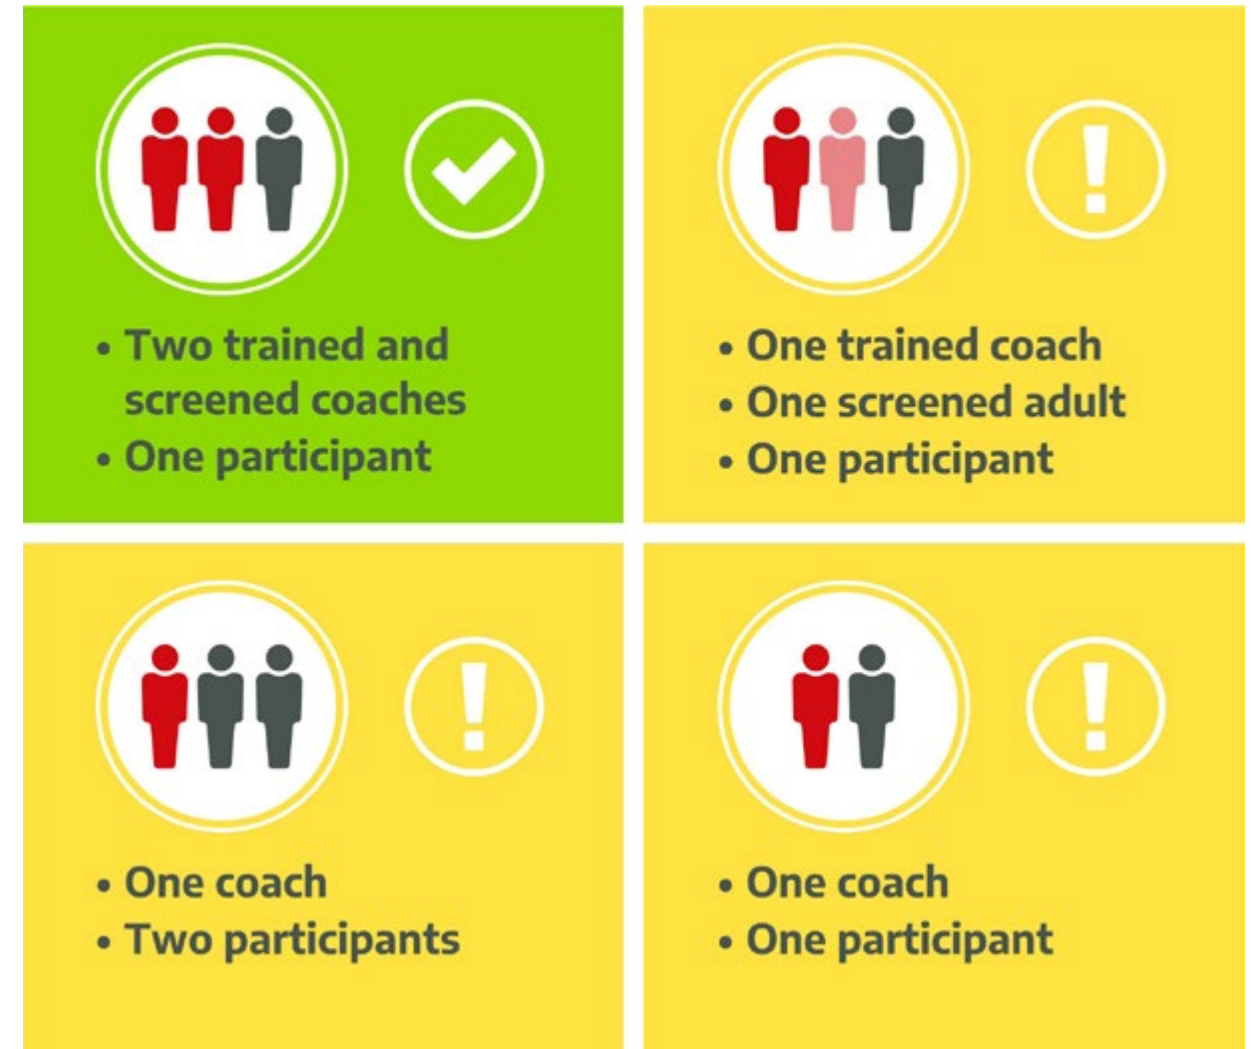 • Two trained and
screened coaches
• One participant
• One trained coach
• One screened adult
• One participant
• One coach
• Two participants
• One coach
• One participant